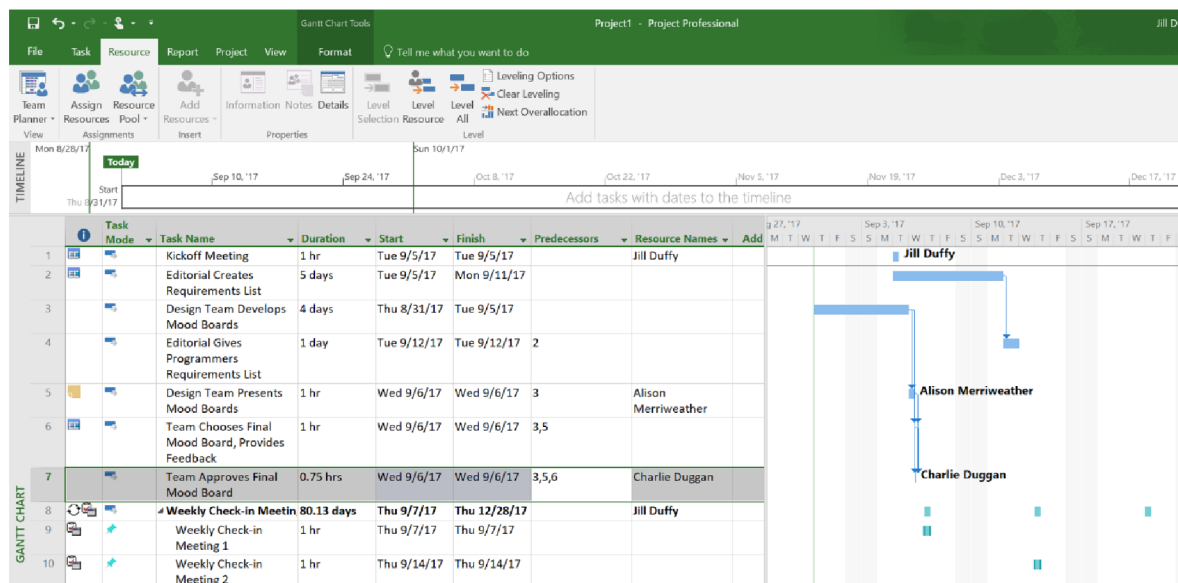 Gantt Chart Tools
Project1 - Project Professional
Jill D
File Task Resource Report Project View Format Tell me what you want to do
Team Planner
Assign Resources
Resource Pool
Add Resources
Information
Notes
Details
Level Selection
Level Resource
Level All
Leveling Options
Clear Leveling
Next Overallocation
View Assignments Insert Properties Level
TIMELINE
Mon 8/28/17
Sun 10/1/17
Today
Sep 10, '17 Sep 24, '17 Oct 8, '17 Oct 22, '17 Nov 5, '17 Nov 19, '17 Dec 3, '17 Dec 17, '17
Start
Thu 8/31/17
Add tasks with dates to the timeline
GANTT CHART
Task Mode Task Name Duration Start Finish Predecessors Resource Names Add
g 27, '17 Sep 3, '17 Sep 10, '17 Sep 17, '17
M T W T F S S M T W T F S S M T W T F S S M T W T F
1 Kickoff Meeting 1 hr Tue 9/5/17 Tue 9/5/17 Jill Duffy
Jill Duffy
2 Editorial Creates Requirements List 5 days Tue 9/5/17 Mon 9/11/17
3 Design Team Develops Mood Boards 4 days Thu 8/31/17 Tue 9/5/17
4 Editorial Gives Programmers Requirements List 1 day Tue 9/12/17 Tue 9/12/17 2
5 Design Team Presents Mood Boards 1 hr Wed 9/6/17 Wed 9/6/17 3 Alison Merriweather
Alison Merriweather
6 Team Chooses Final Mood Board, Provides Feedback 1 hr Wed 9/6/17 Wed 9/6/17 3,5
7 Team Approves Final Mood Board 0.75 hrs Wed 9/6/17 Wed 9/6/17 3,5,6 Charlie Duggan
Charlie Duggan
8 Weekly Check-in Meetin 80.13 days Thu 9/7/17 Thu 12/28/17 Jill Duffy
9 Weekly Check-in Meeting 1 1 hr Thu 9/7/17 Thu 9/7/17
10 Weekly Check-in Meeting 2 1 hr Thu 9/14/17 Thu 9/14/17